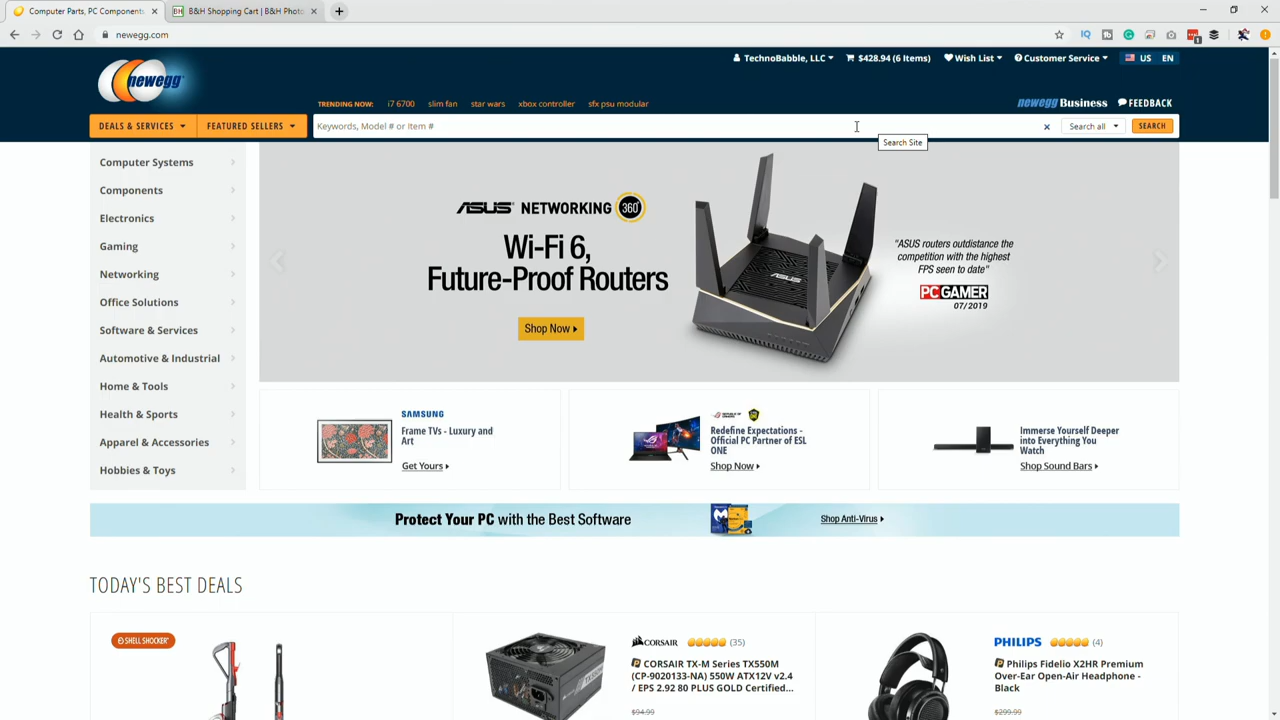 Computer Parts, PC Components
B&H Shopping Cart | B&H Photo
newegg.com
newegg
TechnoBabble, LLC
$428.94 (6 Items)
Wish List
Customer Service
US EN
TRENDING NOW: i7 6700 slim fan star wars xbox controller sfx psu modular
newegg Business
FEEDBACK
DEALS & SERVICES
FEATURED SELLERS
Keywords, Model # or Item #
Search all
SEARCH
Search Site
Computer Systems
Components
Electronics
Gaming
Networking
Office Solutions
Software & Services
Automotive & Industrial
Home & Tools
Health & Sports
Apparel & Accessories
Hobbies & Toys
ASUS NETWORKING 360°
Wi-Fi 6,
Future-Proof Routers
Shop Now
ASUS
"ASUS routers outdistance the
competition with the highest
FPS seen to date"
PC GAMER
07/2019
SAMSUNG
Frame TVs - Luxury and
Art
Get Yours
Redefine Expectations -
Official PC Partner of ESL
ONE
Shop Now
Immerse Yourself Deeper
into Everything You
Watch
Shop Sound Bars
Protect Your PC with the Best Software
Shop Anti-Virus
TODAY'S BEST DEALS
SHELL SHOCKER
CORSAIR (35)
CORSAIR TX-M Series TX550M
(CP-9020133-NA) 550W ATX12V v2.4
/ EPS 2.92 80 PLUS GOLD Certified...
$94.99
PHILIPS (4)
Philips Fidelio X2HR Premium
Over-Ear Open-Air Headphone -
Black
$299.99